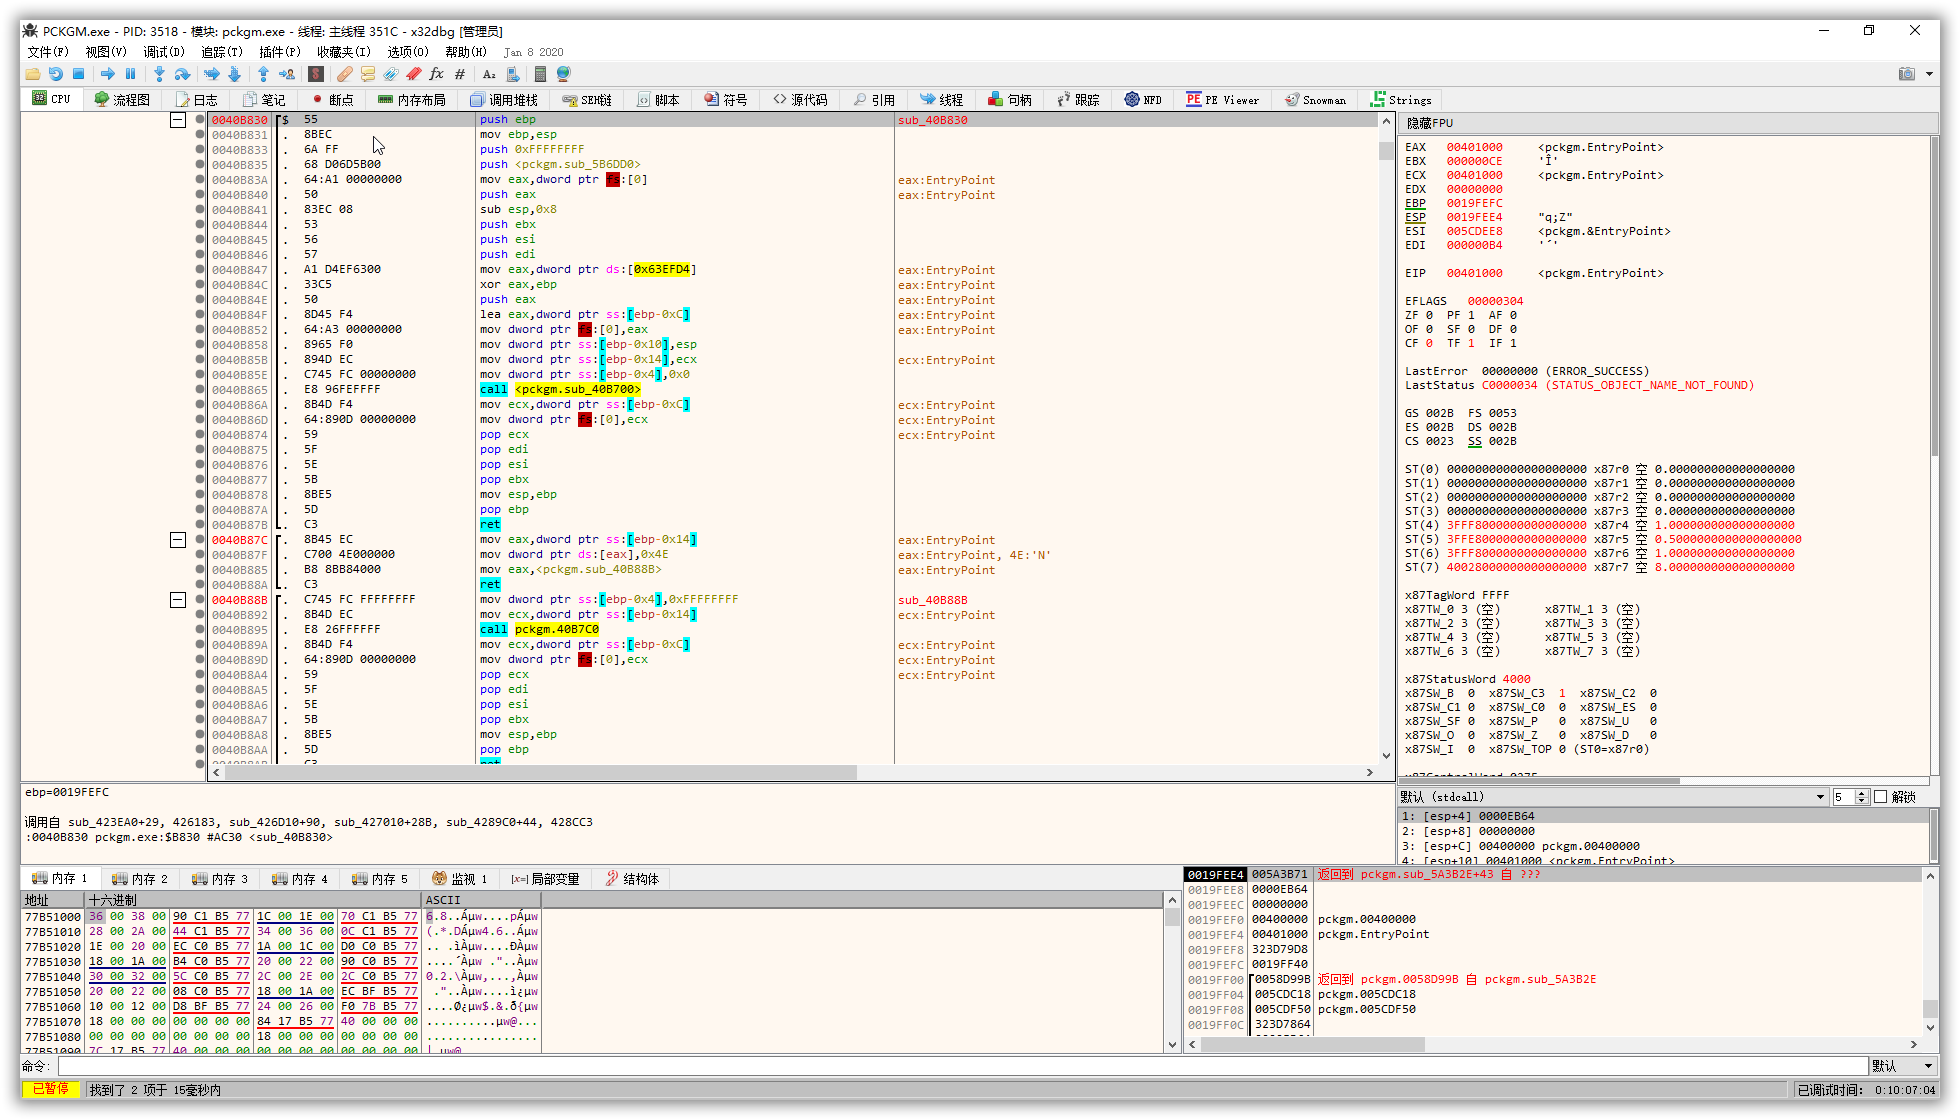 PCKGM.exe - PID: 3518 - 模块: pckgm.exe - 线程: 主线程 351C - x32dbg [管理员]
文件(F) 视图(V) 调试(D) 追踪(T) 插件(P) 收藏夹(I) 选项(O) 帮助(H) Jan 8 2020
CPU 流程图 日志 笔记 断点 内存布局 调用堆栈 SEH链 脚本 符号 源代码 引用 线程 句柄 跟踪 NFD PE Viewer Snowman Strings
0040B830 $ 55 push ebp sub_40B830
0040B831 . 8BEC mov ebp,esp
0040B833 . 6A FF push 0xFFFFFFFF
0040B835 . 68 D06D5B00 push <pckgm.sub_5B6DD0>
0040B83A . 64:A1 00000000 mov eax,dword ptr fs:[0] eax:EntryPoint
0040B840 . 50 push eax eax:EntryPoint
0040B841 . 83EC 08 sub esp,0x8
0040B844 . 53 push ebx
0040B845 . 56 push esi
0040B846 . 57 push edi
0040B847 . A1 D4EF6300 mov eax,dword ptr ds:[0x63EFD4] eax:EntryPoint
0040B84C . 33C5 xor eax,ebp eax:EntryPoint
0040B84E . 50 push eax eax:EntryPoint
0040B84F . 8D45 F4 lea eax,dword ptr ss:[ebp-0xC] eax:EntryPoint
0040B852 . 64:A3 00000000 mov dword ptr fs:[0],eax eax:EntryPoint
0040B858 . 8965 F0 mov dword ptr ss:[ebp-0x10],esp
0040B85B . 894D EC mov dword ptr ss:[ebp-0x14],ecx ecx:EntryPoint
0040B85E . C745 FC 00000000 mov dword ptr ss:[ebp-0x4],0x0
0040B865 . E8 96FEFFFF call <pckgm.sub_40B700>
0040B86A . 8B4D F4 mov ecx,dword ptr ss:[ebp-0xC] ecx:EntryPoint
0040B86D . 64:890D 00000000 mov dword ptr fs:[0],ecx ecx:EntryPoint
0040B874 . 59 pop ecx ecx:EntryPoint
0040B875 . 5F pop edi
0040B876 . 5E pop esi
0040B877 . 5B pop ebx
0040B878 . 8BE5 mov esp,ebp
0040B87A . 5D pop ebp
0040B87B . C3 ret
0040B87C . 8B45 EC mov eax,dword ptr ss:[ebp-0x14] eax:EntryPoint
0040B87F . C700 4E000000 mov dword ptr ds:[eax],0x4E eax:EntryPoint, 4E:'N'
0040B885 . B8 8BB84000 mov eax,<pckgm.sub_40B88B> eax:EntryPoint
0040B88A . C3 ret
0040B88B . C745 FC FFFFFFFF mov dword ptr ss:[ebp-0x4],0xFFFFFFFF sub_40B88B
0040B892 . 8B4D EC mov ecx,dword ptr ss:[ebp-0x14] ecx:EntryPoint
0040B895 . E8 26FFFFFF call pckgm.40B7C0
0040B89A . 8B4D F4 mov ecx,dword ptr ss:[ebp-0xC] ecx:EntryPoint
0040B89D . 64:890D 00000000 mov dword ptr fs:[0],ecx ecx:EntryPoint
0040B8A4 . 59 pop ecx ecx:EntryPoint
0040B8A5 . 5F pop edi
0040B8A6 . 5E pop esi
0040B8A7 . 5B pop ebx
0040B8A8 . 8BE5 mov esp,ebp
0040B8AA . 5D pop ebp
隐藏FPU
EAX 00401000 <pckgm.EntryPoint>
EBX 000000CE 'Î'
ECX 00401000 <pckgm.EntryPoint>
EDX 00000000
EBP 0019FEFC
ESP 0019FEE4 "q;Z"
ESI 005CDEE8 <pckgm.&EntryPoint>
EDI 000000B4 '´'
EIP 00401000 <pckgm.EntryPoint>
EFLAGS 00000304
ZF 0 PF 1 AF 0
OF 0 SF 0 DF 0
CF 0 TF 1 IF 1
LastError 00000000 (ERROR_SUCCESS)
LastStatus C0000034 (STATUS_OBJECT_NAME_NOT_FOUND)
GS 002B FS 0053
ES 002B DS 002B
CS 0023 SS 002B
ST(0) 00000000000000000000 x87r0 空 0.000000000000000000
ST(1) 00000000000000000000 x87r1 空 0.000000000000000000
ST(2) 00000000000000000000 x87r2 空 0.000000000000000000
ST(3) 00000000000000000000 x87r3 空 0.000000000000000000
ST(4) 3FFF8000000000000000 x87r4 空 1.000000000000000000
ST(5) 3FFE8000000000000000 x87r5 空 0.5000000000000000000
ST(6) 3FFF8000000000000000 x87r6 空 1.000000000000000000
ST(7) 40028000000000000000 x87r7 空 8.000000000000000000
x87TagWord FFFF
x87TW_0 3 (空) x87TW_1 3 (空)
x87TW_2 3 (空) x87TW_3 3 (空)
x87TW_4 3 (空) x87TW_5 3 (空)
x87TW_6 3 (空) x87TW_7 3 (空)
x87StatusWord 4000
x87SW_B 0 x87SW_C3 1 x87SW_C2 0
x87SW_C1 0 x87SW_C0 0 x87SW_ES 0
x87SW_SF 0 x87SW_P 0 x87SW_U 0
x87SW_O 0 x87SW_Z 0 x87SW_D 0
x87SW_I 0 x87SW_TOP 0 (ST0=x87r0)
ebp=0019FEFC
调用自 sub_423EA0+29, 426183, sub_426D10+90, sub_427010+28B, sub_4289C0+44, 428CC3
:0040B830 pckgm.exe:$B830 #AC30 <sub_40B830>
默认 (stdcall) 5 解锁
1: [esp+4] 0000EB64
2: [esp+8] 00000000
3: [esp+C] 00400000 pckgm.00400000
4: [esp+10] 00401000 <pckgm.EntryPoint>
内存 1 内存 2 内存 3 内存 4 内存 5 监视 1 [x=] 局部变量 结构体
地址 十六进制 ASCII
77B51000 36 00 38 00 90 C1 B5 77 1C 00 1E 00 70 C1 B5 77 6.8..Áµw....pÁµw
77B51010 28 00 2A 00 44 C1 B5 77 34 00 36 00 0C C1 B5 77 (.*.DÁµw4.6..Áµw
77B51020 1E 00 20 00 EC C0 B5 77 1A 00 1C 00 D0 C0 B5 77 .. .ìÀµw....ÐÀµw
77B51030 18 00 1A 00 B4 C0 B5 77 20 00 22 00 90 C0 B5 77 ....´Àµw ."..Àµw
77B51040 30 00 32 00 5C C0 B5 77 2C 00 2E 00 2C C0 B5 77 0.2.\Àµw,...,Àµw
77B51050 20 00 22 00 08 C0 B5 77 18 00 1A 00 EC BF B5 77 ."..Àµw....ì¿µw
77B51060 10 00 12 00 D8 BF B5 77 24 00 26 00 F0 7B B5 77 ....Ø¿µw$.&.ð{µw
77B51070 18 00 00 00 00 00 00 00 84 17 B5 77 40 00 00 00 ..........µw@...
77B51080 00 00 00 00 00 00 00 00 18 00 00 00 00 00 00 00 ................
77B51090 7C 17 B5 77 40 00 00 00 00 00 00 00 00 00 00 00 |.µw@
0019FEE4 005A3B71 返回到 pckgm.sub_5A3B2E+43 自 ???
0019FEE8 0000EB64
0019FEEC 00000000
0019FEF0 00400000 pckgm.00400000
0019FEF4 00401000 pckgm.EntryPoint
0019FEF8 323D79D8
0019FEFC 0019FF40
0019FF00 0058D99B 返回到 pckgm.0058D99B 自 pckgm.sub_5A3B2E
0019FF04 005CDC18 pckgm.005CDC18
0019FF08 005CDF50 pckgm.005CDF50
0019FF0C 323D7864
命令: 默认
已暂停 找到了 2 项于 15毫秒内 已调试时间: 0:10:07:04